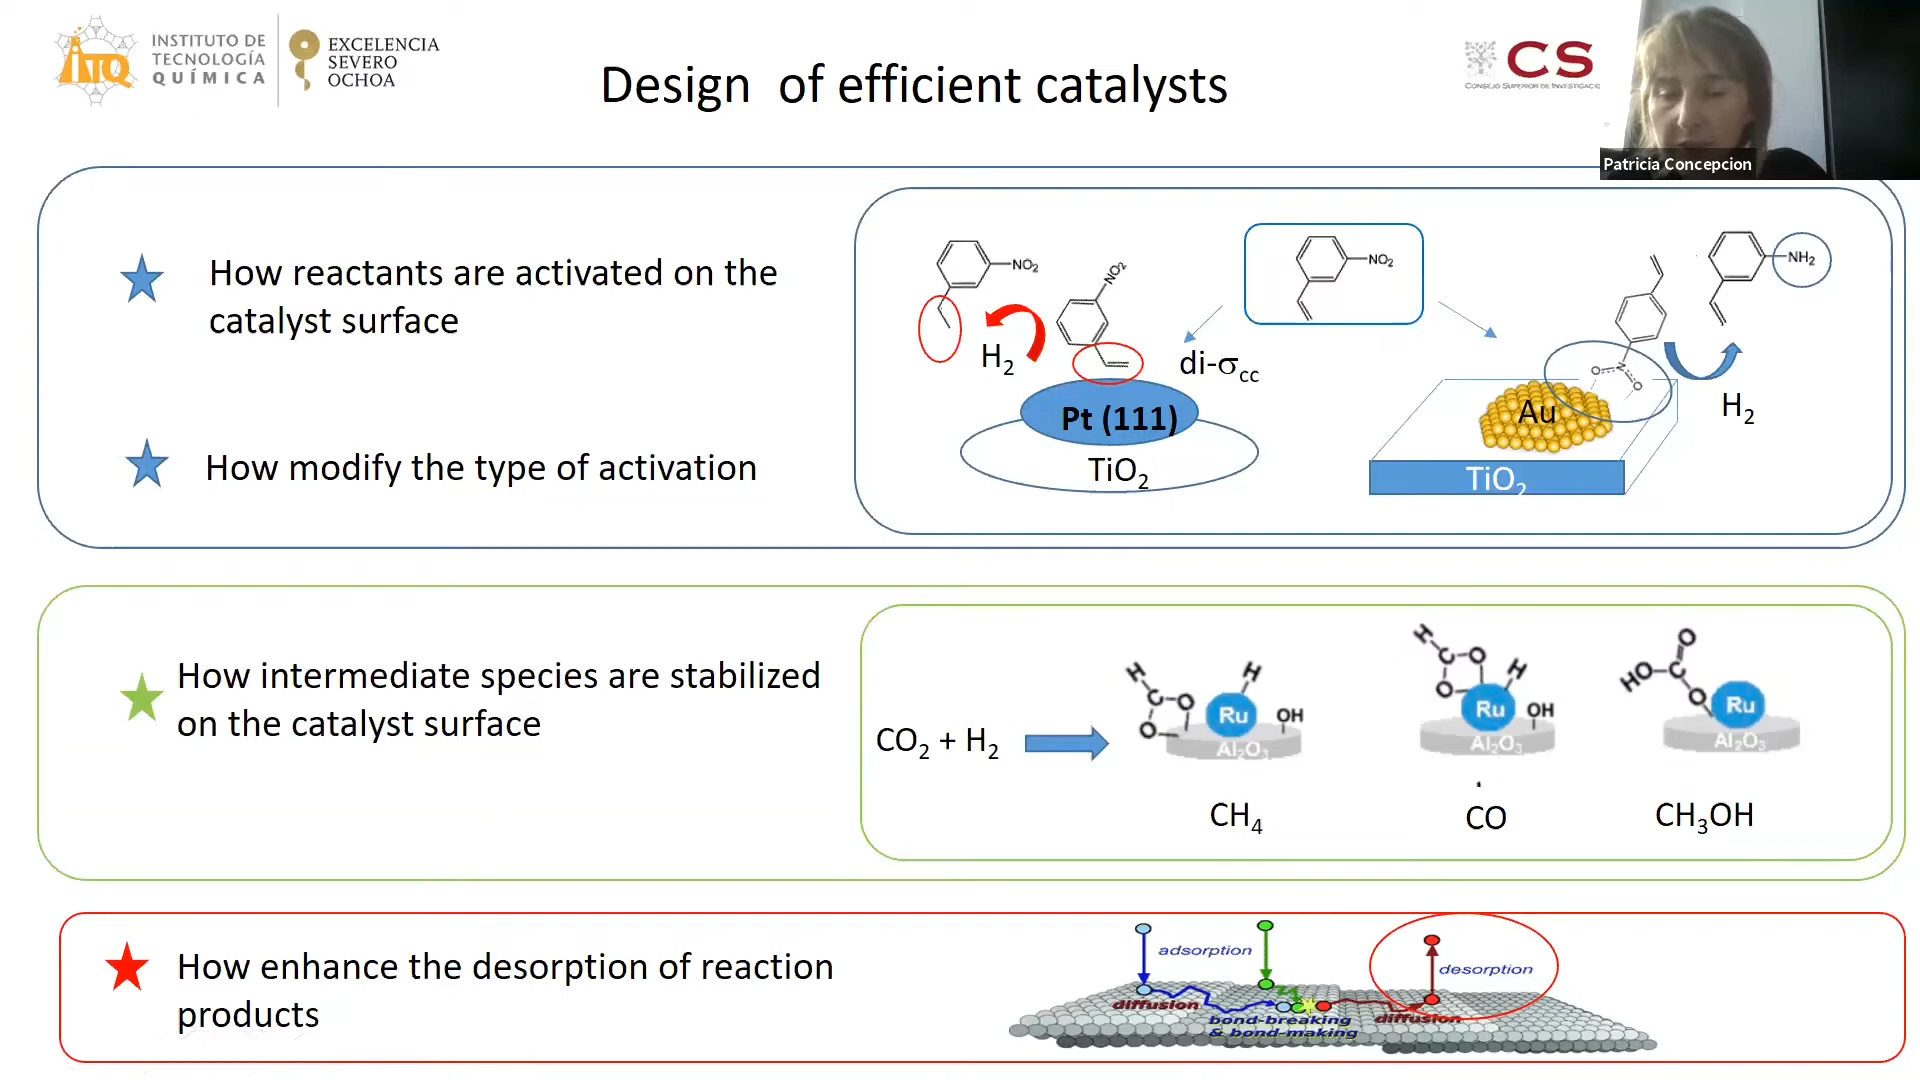 INSTITUTO DE
TECNOLOGÍA
QUÍMICA
iTQ
EXCELENCIA
SEVERO
OCHOA
Design of efficient catalysts
CS
CONSEJO SUPERIOR DE INVESTIGACIO
Patricia Concepcion
How reactants are activated on the
catalyst surface
How modify the type of activation
NO₂
H₂
NO₂
di-σcc
Pt (111)
TiO₂
NO₂
NH₂
O N O
H₂
Au
TiO₂
How intermediate species are stabilized
on the catalyst surface
CO₂ + H₂
H C O O H Ru OH
Al₂O₃
CH₄
H C O O H Ru OH
Al₂O₃
CO
HO C O O Ru
Al₂O₃
CH₃OH
How enhance the desorption of reaction
products
adsorption
desorption
diffusion
bond-breaking
& bond-making
diffusion